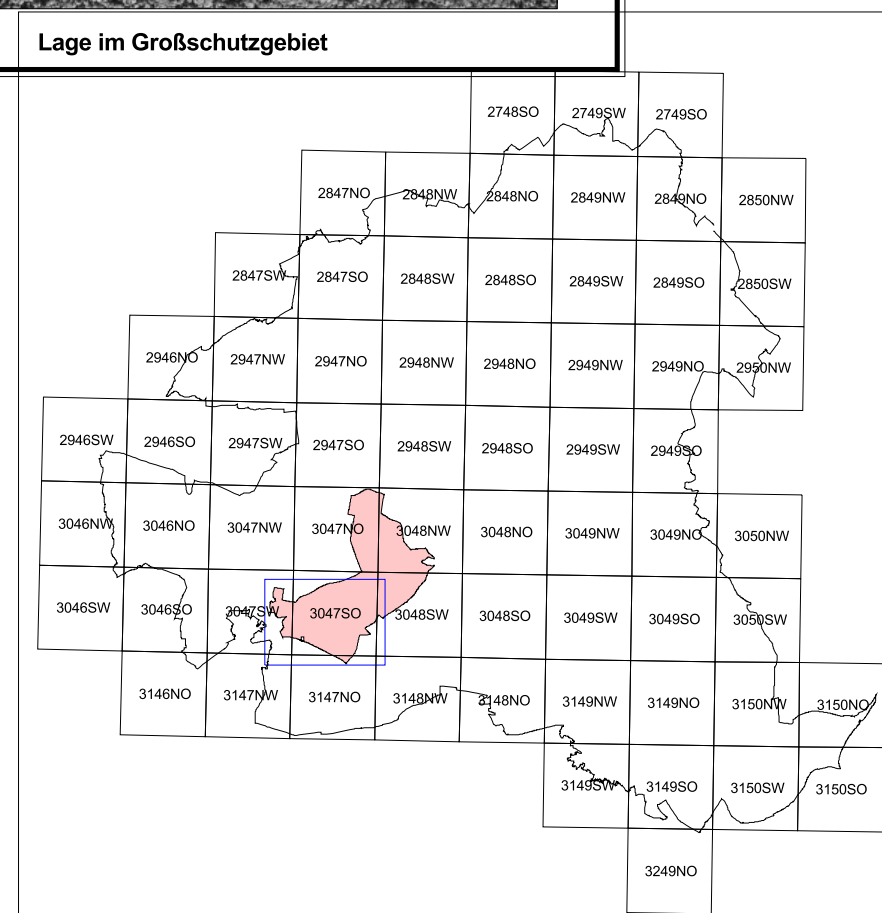 Lage im Großschutzgebiet
2748SO 2749SW 2749SO
2847NO 2848NW 2848NO 2849NW 2849NO 2850NW
2847SW 2847SO 2848SW 2848SO 2849SW 2849SO 2850SW
2946NO 2947NW 2947NO 2948NW 2948NO 2949NW 2949NO 2950NW
2946SW 2946SO 2947SW 2947SO 2948SW 2948SO 2949SW 2949SO
3046NW 3046NO 3047NW 3047NO 3048NW 3048NO 3049NW 3049NO 3050NW
3046SW 3046SO 3047SW 3047SO 3048SW 3048SO 3049SW 3049SO 3050SW
3146NO 3147NW 3147NO 3148NW 3148NO 3149NW 3149NO 3150NW 3150NO
3149SW 3149SO 3150SW 3150SO
3249NO